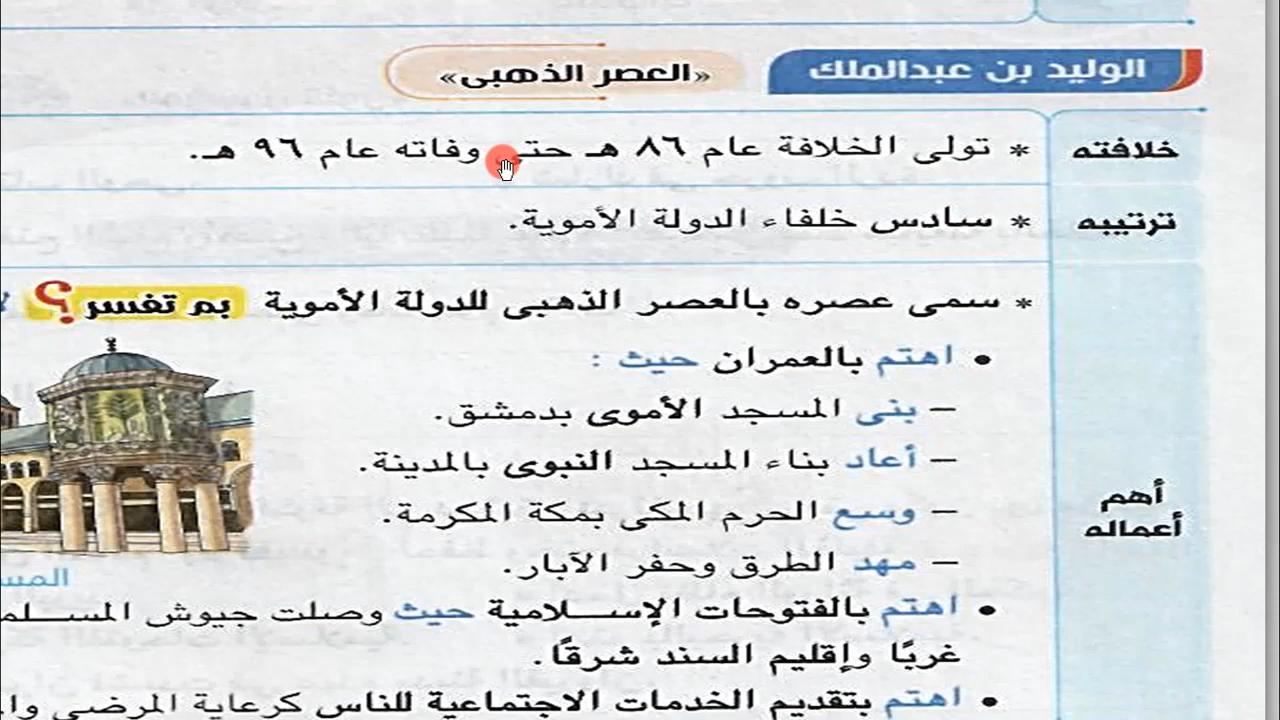 الوليد بن عبدالملك «العصر الذهبى»
خلافته * تولى الخلافة عام ٨٦ هـ حتى وفاته عام ٩٦ هـ.
ترتيبه * سادس خلفاء الدولة الأموية.
* سمى عصره بالعصر الذهبى للدولة الأموية بم تفسر ؟
• اهتم بالعمران حيث :
– بنى المسجد الأموى بدمشق.
– أعاد بناء المسجد النبوى بالمدينة.
أهم أعماله
– وسع الحرم المكى بمكة المكرمة.
– مهد الطرق وحفر الآبار.
• اهتم بالفتوحات الإسلامية حيث وصلت جيوش
غربًا وإقليم السند شرقًا.
• اهتم بتقديم الخدمات الاجتماعية للناس كرعاية المرضى